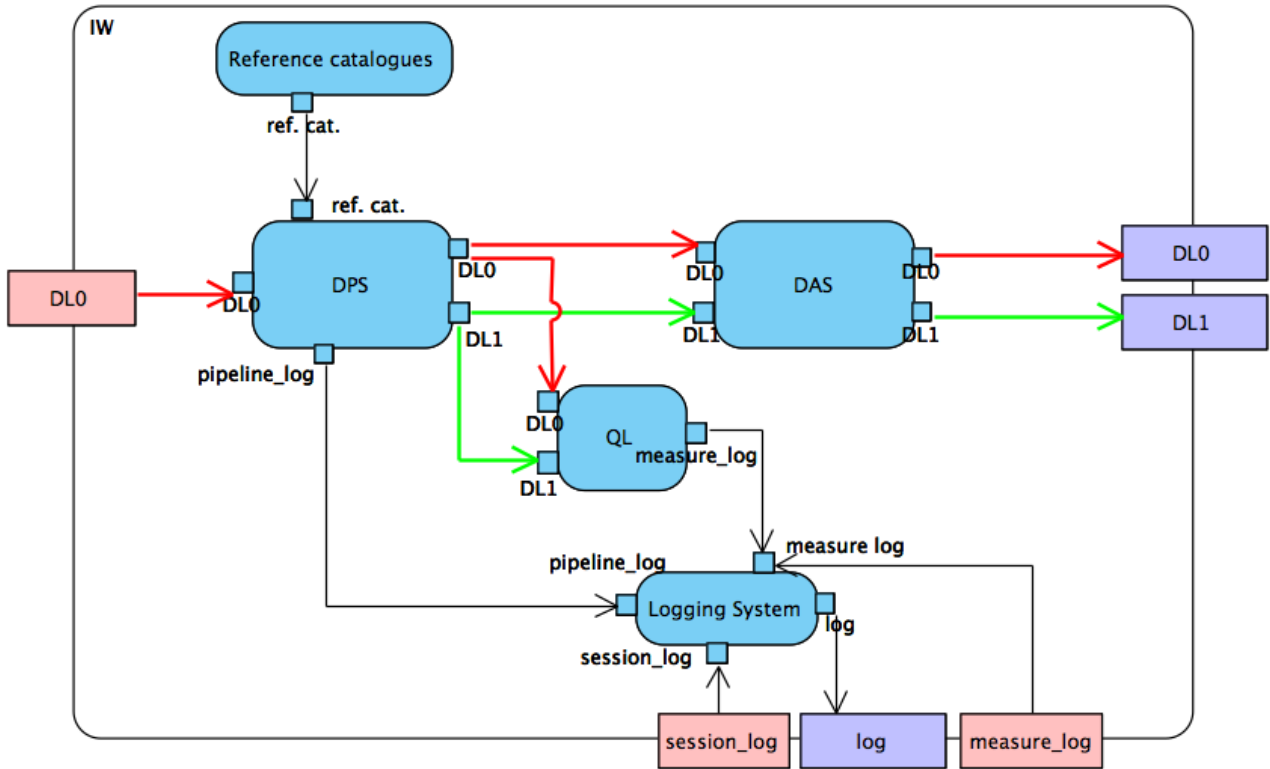 IW
Reference catalogues
ref. cat.
ref. cat.
DL0
DL0
DPS
DL0
DL1
pipeline_log
DL0
DL1
DAS
DL0
DL1
DL0
DL1
DL0
DL1
QL
measure_log
measure log
pipeline_log
Logging System
log
session_log
session_log
log
measure_log